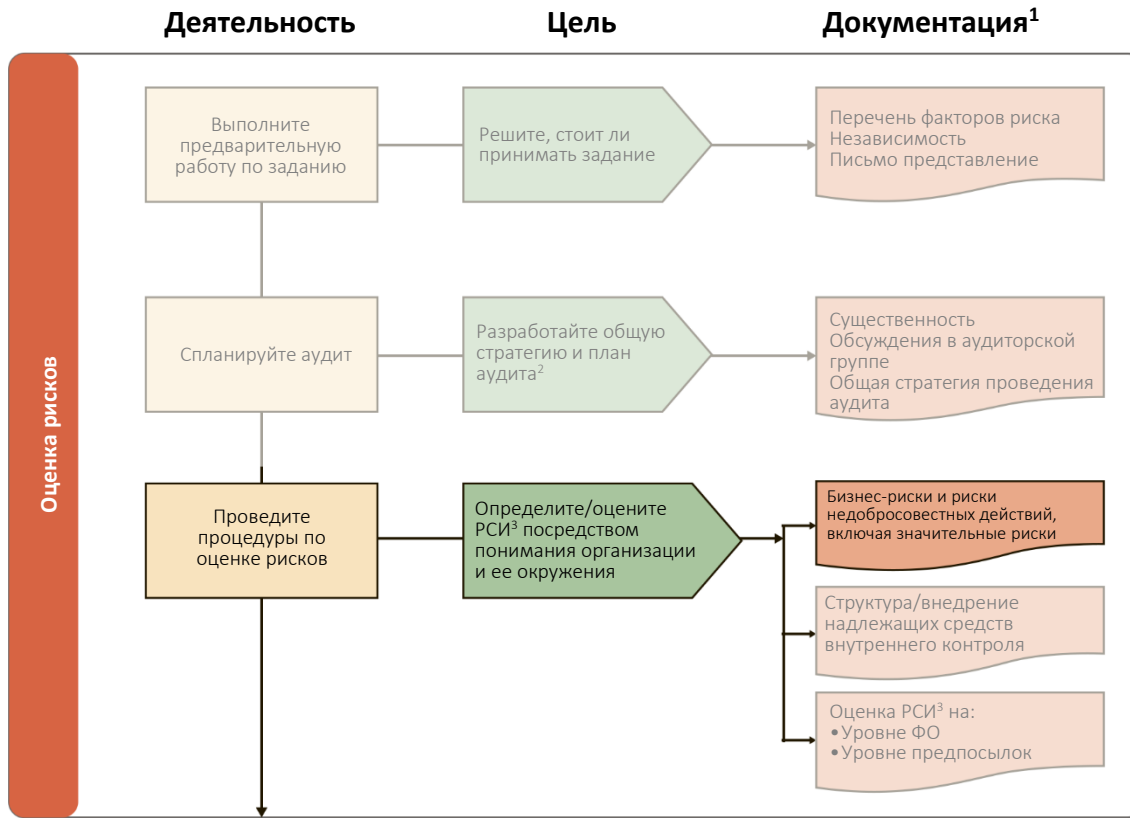 Деятельность
Цель
Документация¹
Оценка рисков
Выполните
предварительную
работу по заданию
Решите, стоит ли
принимать задание
Перечень факторов риска
Независимость
Письмо представление
Спланируйте аудит
Разработайте общую
стратегию и план
аудита²
Существенность
Обсуждения в аудиторской
группе
Общая стратегия проведения
аудита
Проведите
процедуры по
оценке рисков
Определите/оцените
РСИ³ посредством
понимания организации
и ее окружения
Бизнес-риски и риски
недобросовестных действий,
включая значительные риски
Структура/внедрение
надлежащих средств
внутреннего контроля
Оценка РСИ³ на:
•Уровне ФО
•Уровне предпосылок